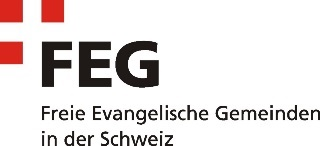 FEG
Freie Evangelische Gemeinden
in der Schweiz